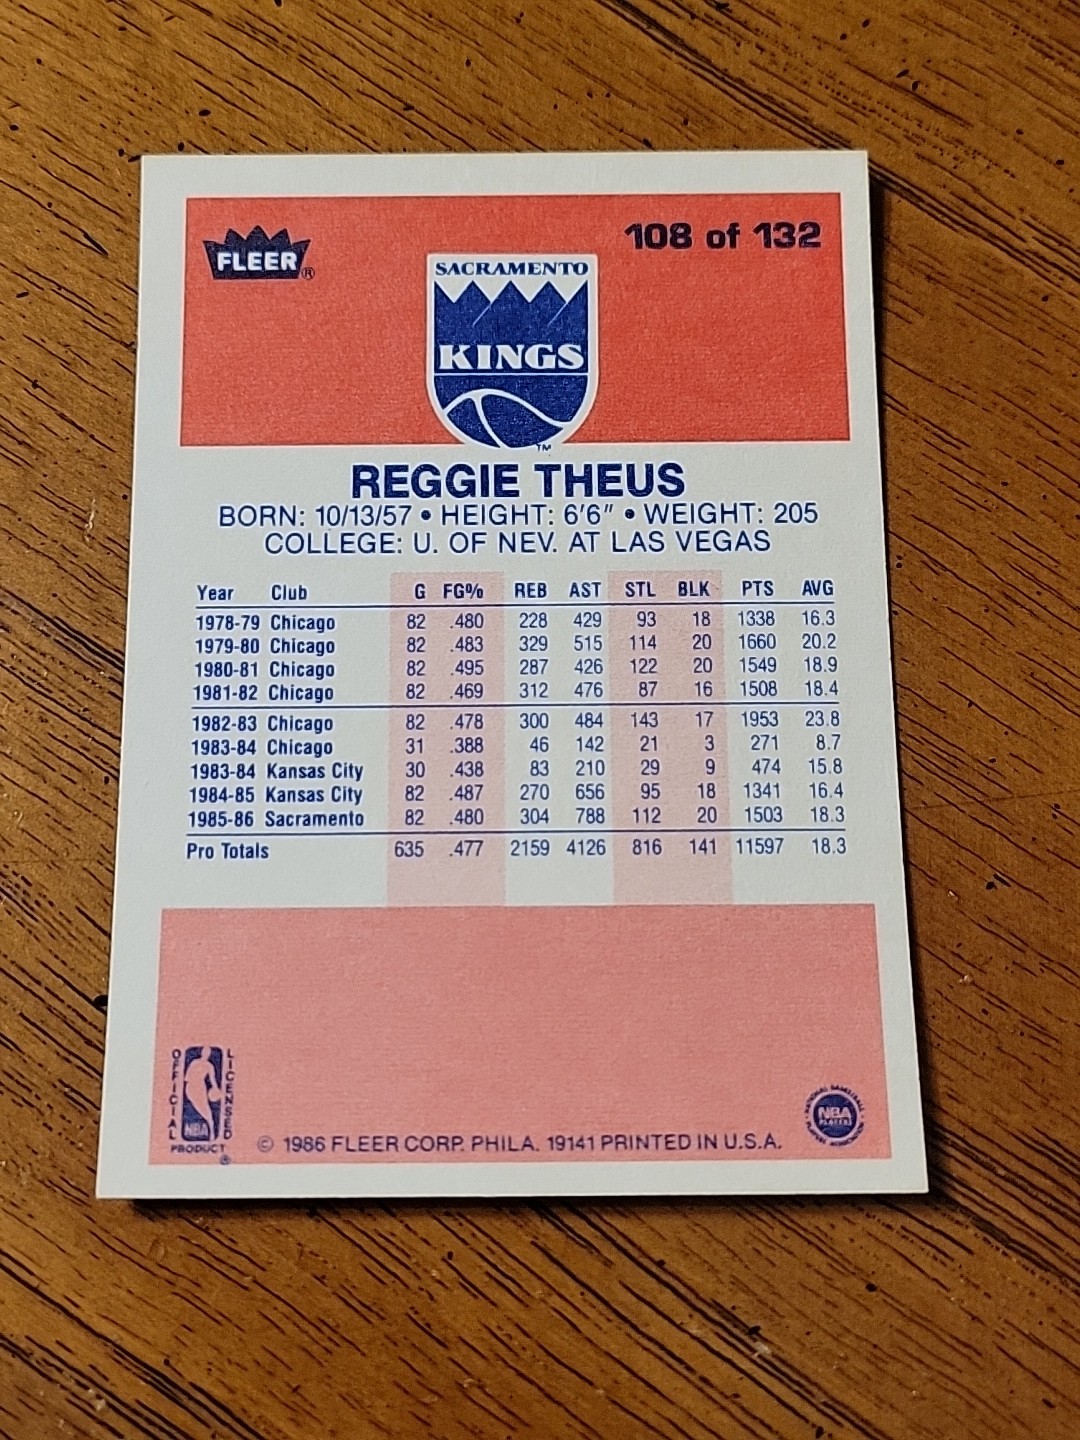 FLEER®
108 of 132
SACRAMENTO
KINGS
TM
REGGIE THEUS
BORN: 10/13/57 • HEIGHT: 6'6" • WEIGHT: 205
COLLEGE: U. OF NEV. AT LAS VEGAS
Year Club G FG% REB AST STL BLK PTS AVG
1978-79 Chicago 82 .480 228 429 93 18 1338 16.3
1979-80 Chicago 82 .483 329 515 114 20 1660 20.2
1980-81 Chicago 82 .495 287 426 122 20 1549 18.9
1981-82 Chicago 82 .469 312 476 87 16 1508 18.4
1982-83 Chicago 82 .478 300 484 143 17 1953 23.8
1983-84 Chicago 31 .388 46 142 21 3 271 8.7
1983-84 Kansas City 30 .438 83 210 29 9 474 15.8
1984-85 Kansas City 82 .487 270 656 95 18 1341 16.4
1985-86 Sacramento 82 .480 304 788 112 20 1503 18.3
Pro Totals 635 .477 2159 4126 816 141 11597 18.3
OFFICIAL
LICENSED
NBA
PRODUCT
®
© 1986 FLEER CORP. PHILA. 19141 PRINTED IN U.S.A.
NATIONAL BASKETBALL
NBA
PLAYERS
PLAYERS ASSOCIATION